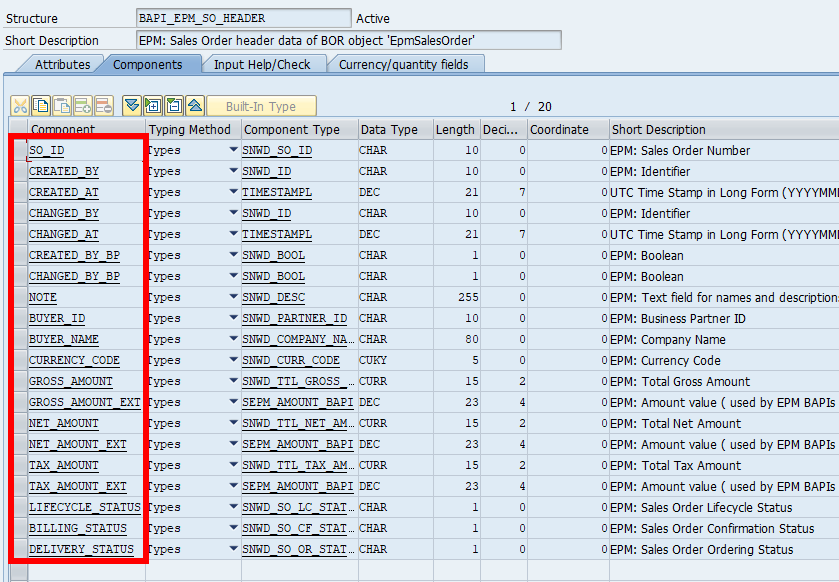 Structure BAPI_EPM_SO_HEADER Active
Short Description EPM: Sales Order header data of BOR object 'EpmSalesOrder'
Attributes Components Input Help/Check Currency/quantity fields
Built-In Type 1 / 20
Component Typing Method Component Type Data Type Length Deci... Coordinate Short Description
SO_ID Types SNWD_SO_ID CHAR 10 0 0 EPM: Sales Order Number
CREATED_BY Types SNWD_ID CHAR 10 0 0 EPM: Identifier
CREATED_AT Types TIMESTAMPL DEC 21 7 0 UTC Time Stamp in Long Form (YYYYMM
CHANGED_BY Types SNWD_ID CHAR 10 0 0 EPM: Identifier
CHANGED_AT Types TIMESTAMPL DEC 21 7 0 UTC Time Stamp in Long Form (YYYYMM
CREATED_BY_BP Types SNWD_BOOL CHAR 1 0 0 EPM: Boolean
CHANGED_BY_BP Types SNWD_BOOL CHAR 1 0 0 EPM: Boolean
NOTE Types SNWD_DESC CHAR 255 0 0 EPM: Text field for names and descriptions
BUYER_ID Types SNWD_PARTNER_ID CHAR 10 0 0 EPM: Business Partner ID
BUYER_NAME Types SNWD_COMPANY_NA... CHAR 80 0 0 EPM: Company Name
CURRENCY_CODE Types SNWD_CURR_CODE CUKY 5 0 0 EPM: Currency Code
GROSS_AMOUNT Types SNWD_TTL_GROSS_... CURR 15 2 0 EPM: Total Gross Amount
GROSS_AMOUNT_EXT Types SEPM_AMOUNT_BAPI DEC 23 4 0 EPM: Amount value ( used by EPM BAPIs
NET_AMOUNT Types SNWD_TTL_NET_AM... CURR 15 2 0 EPM: Total Net Amount
NET_AMOUNT_EXT Types SEPM_AMOUNT_BAPI DEC 23 4 0 EPM: Amount value ( used by EPM BAPIs
TAX_AMOUNT Types SNWD_TTL_TAX_AM... CURR 15 2 0 EPM: Total Tax Amount
TAX_AMOUNT_EXT Types SEPM_AMOUNT_BAPI DEC 23 4 0 EPM: Amount value ( used by EPM BAPIs
LIFECYCLE_STATUS Types SNWD_SO_LC_STAT... CHAR 1 0 0 EPM: Sales Order Lifecycle Status
BILLING_STATUS Types SNWD_SO_CF_STAT... CHAR 1 0 0 EPM: Sales Order Confirmation Status
DELIVERY_STATUS Types SNWD_SO_OR_STAT... CHAR 1 0 0 EPM: Sales Order Ordering Status